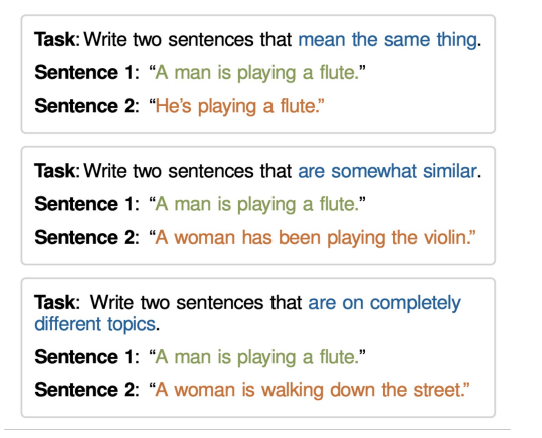 Task: Write two sentences that mean the same thing.
Sentence 1: “A man is playing a flute.”
Sentence 2: “He’s playing a flute.”
Task: Write two sentences that are somewhat similar.
Sentence 1: “A man is playing a flute.”
Sentence 2: “A woman has been playing the violin.”
Task: Write two sentences that are on completely
different topics.
Sentence 1: “A man is playing a flute.”
Sentence 2: “A woman is walking down the street.”